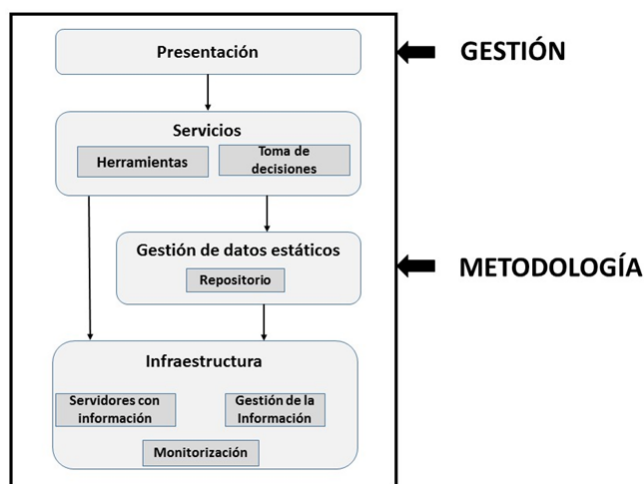 Presentación
GESTIÓN
Servicios
Herramientas
Toma de
decisiones
Gestión de datos estáticos
Repositorio
METODOLOGÍA
Infraestructura
Servidores con
información
Gestión de la
Información
Monitorización